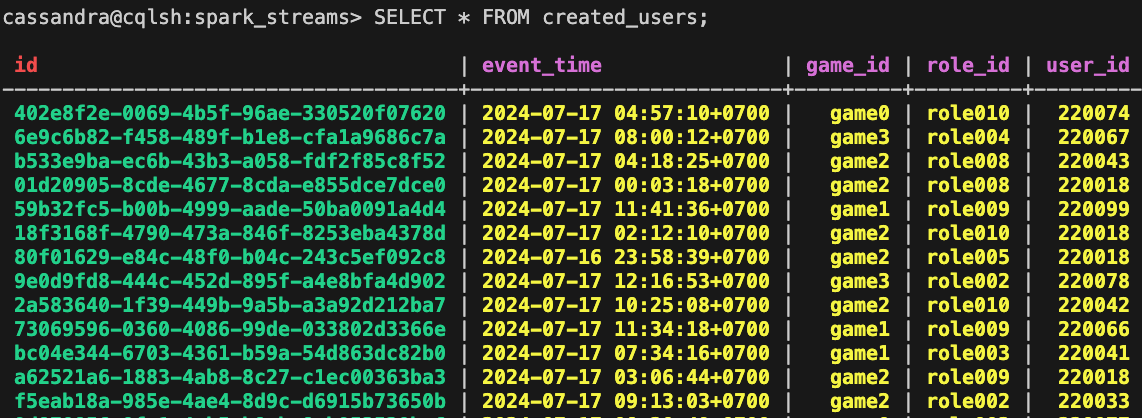 cassandra@cqlsh:spark_streams> SELECT * FROM created_users;
id | event_time | game_id | role_id | user_id
402e8f2e-0069-4b5f-96ae-330520f07620 | 2024-07-17 04:57:10+0700 | game0 | role010 | 220074
6e9c6b82-f458-489f-b1e8-cfa1a9686c7a | 2024-07-17 08:00:12+0700 | game3 | role004 | 220067
b533e9ba-ec6b-43b3-a058-fdf2f85c8f52 | 2024-07-17 04:18:25+0700 | game2 | role008 | 220043
01d20905-8cde-4677-8cda-e855dce7dce0 | 2024-07-17 00:03:18+0700 | game2 | role008 | 220018
59b32fc5-b00b-4999-aade-50ba0091a4d4 | 2024-07-17 11:41:36+0700 | game1 | role009 | 220099
18f3168f-4790-473a-846f-8253eba4378d | 2024-07-17 02:12:10+0700 | game2 | role010 | 220018
80f01629-e84c-48f0-b04c-243c5ef092c8 | 2024-07-16 23:58:39+0700 | game2 | role005 | 220018
9e0d9fd8-444c-452d-895f-a4e8bfa4d902 | 2024-07-17 12:16:53+0700 | game3 | role002 | 220078
2a583640-1f39-449b-9a5b-a3a92d212ba7 | 2024-07-17 10:25:08+0700 | game2 | role010 | 220042
73069596-0360-4086-99de-033802d3366e | 2024-07-17 11:34:18+0700 | game1 | role009 | 220066
bc04e344-6703-4361-b59a-54d863dc82b0 | 2024-07-17 07:34:16+0700 | game1 | role003 | 220041
a62521a6-1883-4ab8-8c27-c1ec00363ba3 | 2024-07-17 03:06:44+0700 | game2 | role009 | 220018
f5eab18a-985e-4ae4-8d9c-d6915b73650b | 2024-07-17 09:13:03+0700 | game2 | role002 | 220033